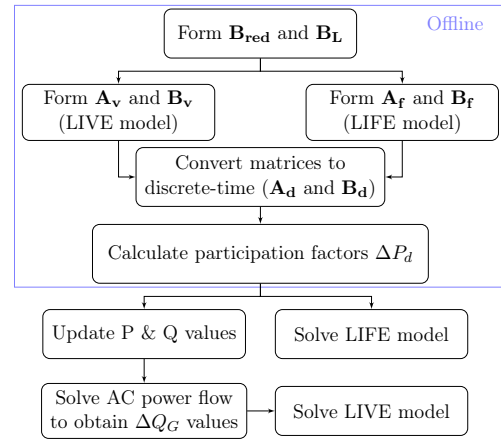 Offline
Form B_red and B_L
Form A_v and B_v
(LIVE model)
Form A_f and B_f
(LIFE model)
Convert matrices to
discrete-time (A_d and B_d)
Calculate participation factors ΔP_d
Update P & Q values
Solve LIFE model
Solve AC power flow
to obtain ΔQ_G values
Solve LIVE model